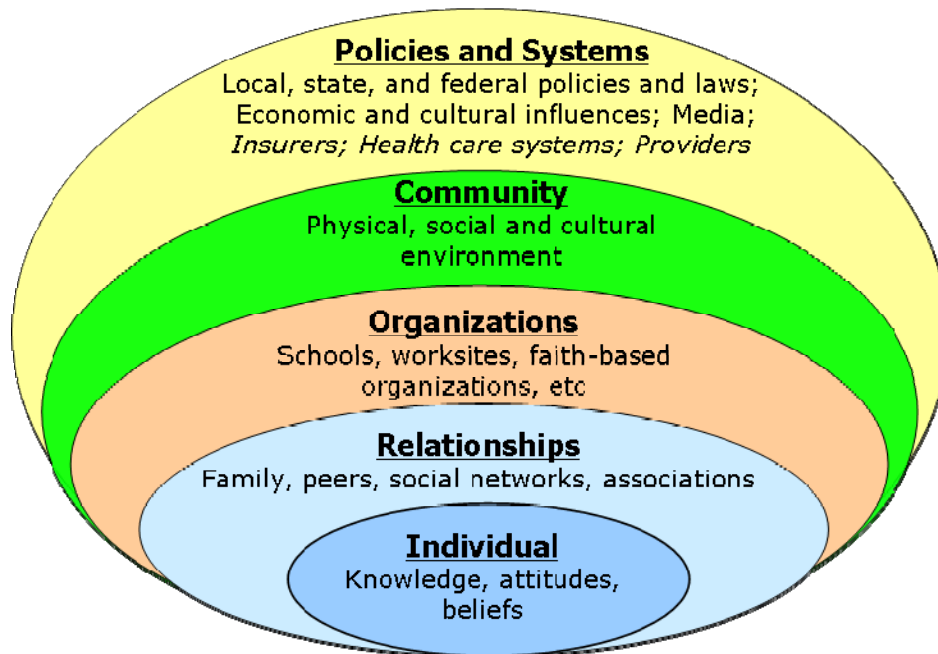 Policies and Systems
Local, state, and federal policies and laws;
Economic and cultural influences; Media;
Insurers; Health care systems; Providers
Community
Physical, social and cultural
environment
Organizations
Schools, worksites, faith-based
organizations, etc
Relationships
Family, peers, social networks, associations
Individual
Knowledge, attitudes,
beliefs